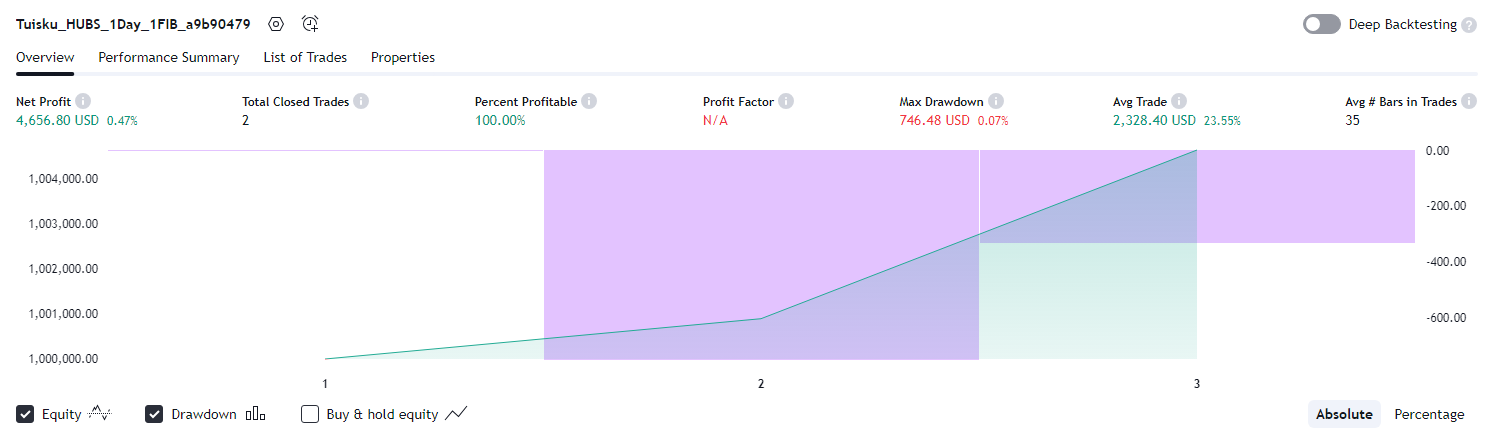 Tuisku_HUBS_1Day_1FIB_a9b90479
Deep Backtesting ?
Overview Performance Summary List of Trades Properties
Net Profit Total Closed Trades Percent Profitable Profit Factor Max Drawdown Avg Trade Avg # Bars in Trades
4,656.80 USD 0.47% 2 100.00% N/A 746.48 USD 0.07% 2,328.40 USD 23.55% 35
0.00
1,004,000.00
-200.00
1,003,000.00
-400.00
1,002,000.00
1,001,000.00
-600.00
1,000,000.00
1 2 3
Equity Drawdown Buy & hold equity Absolute Percentage